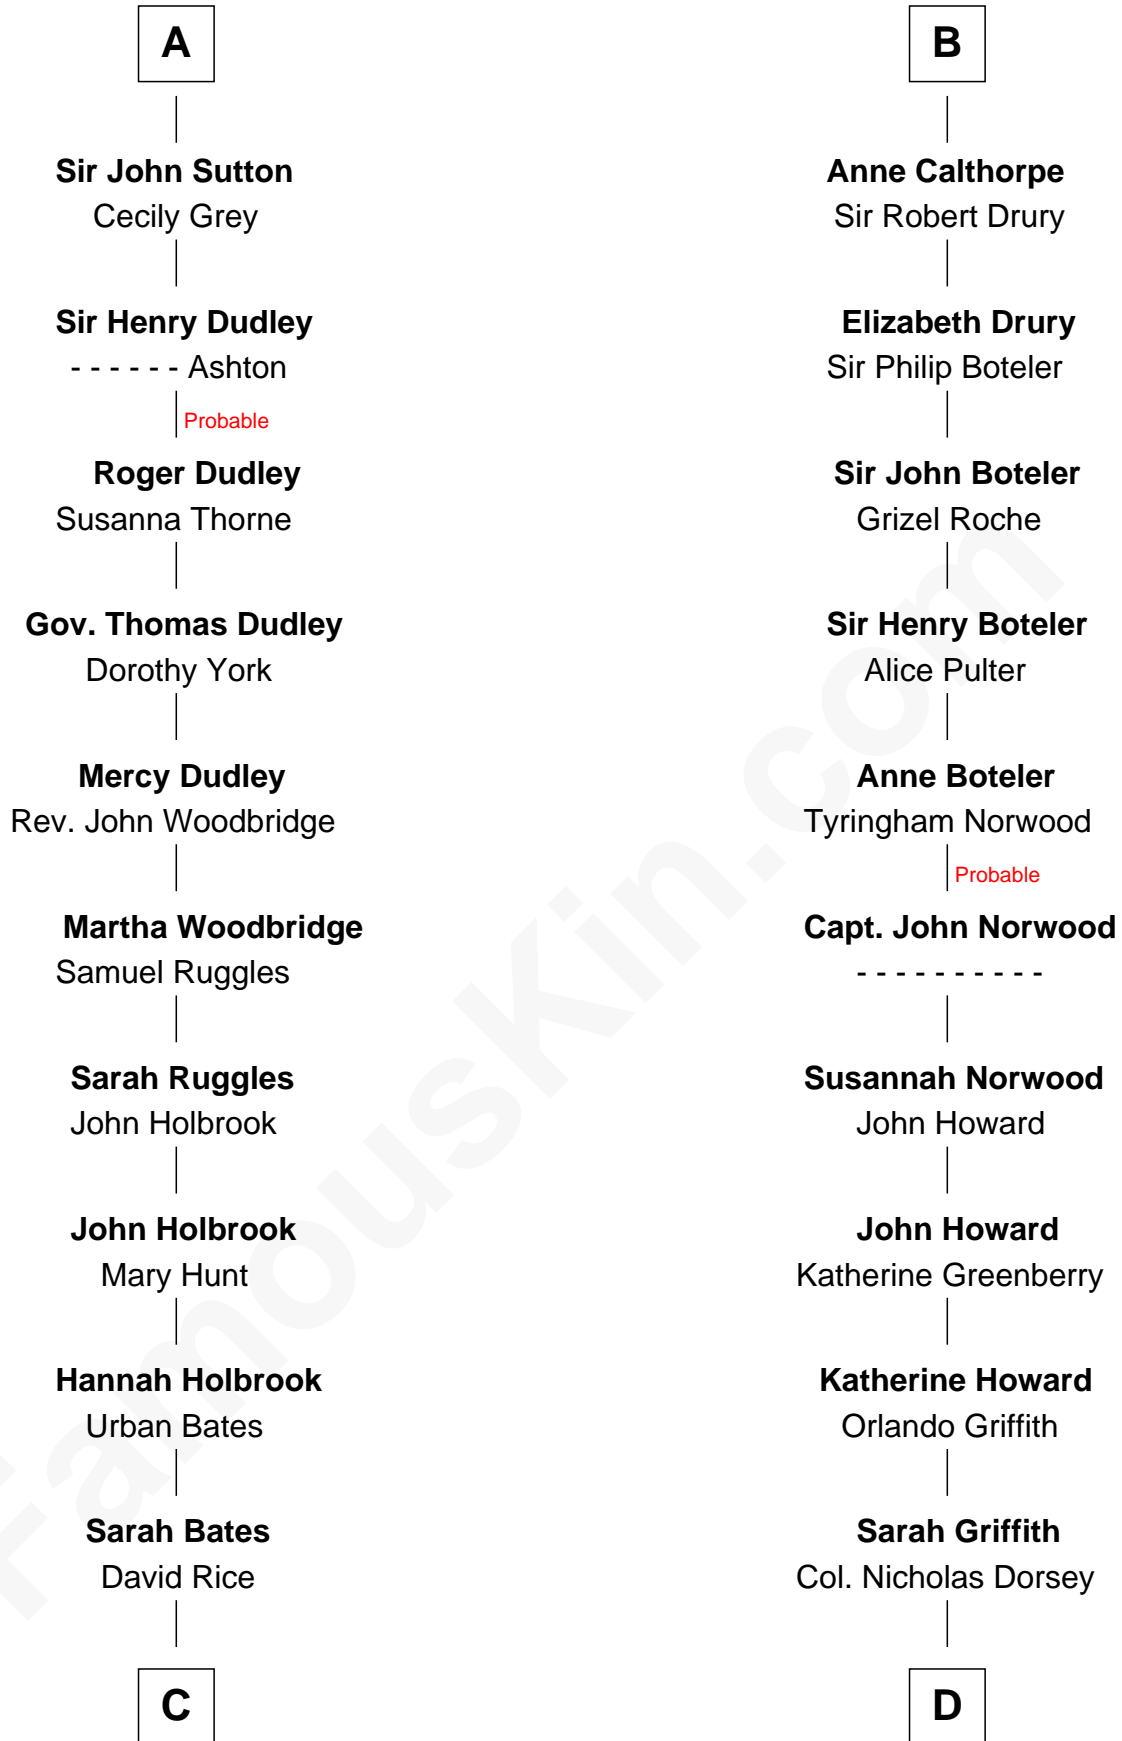 A
Sir John Sutton
Cecily Grey
Sir Henry Dudley
- - - - - - Ashton
Probable
Roger Dudley
Susanna Thorne
Gov. Thomas Dudley
Dorothy York
Mercy Dudley
Rev. John Woodbridge
Martha Woodbridge
Samuel Ruggles
Sarah Ruggles
John Holbrook
John Holbrook
Mary Hunt
Hannah Holbrook
Urban Bates
Sarah Bates
David Rice
C
B
Anne Calthorpe
Sir Robert Drury
Elizabeth Drury
Sir Philip Boteler
Sir John Boteler
Grizel Roche
Sir Henry Boteler
Alice Pulter
Anne Boteler
Tyringham Norwood
Probable
Capt. John Norwood
- - - - - - - - - -
Susannah Norwood
John Howard
John Howard
Katherine Greenberry
Katherine Howard
Orlando Griffith
Sarah Griffith
Col. Nicholas Dorsey
D
FamousKin.com